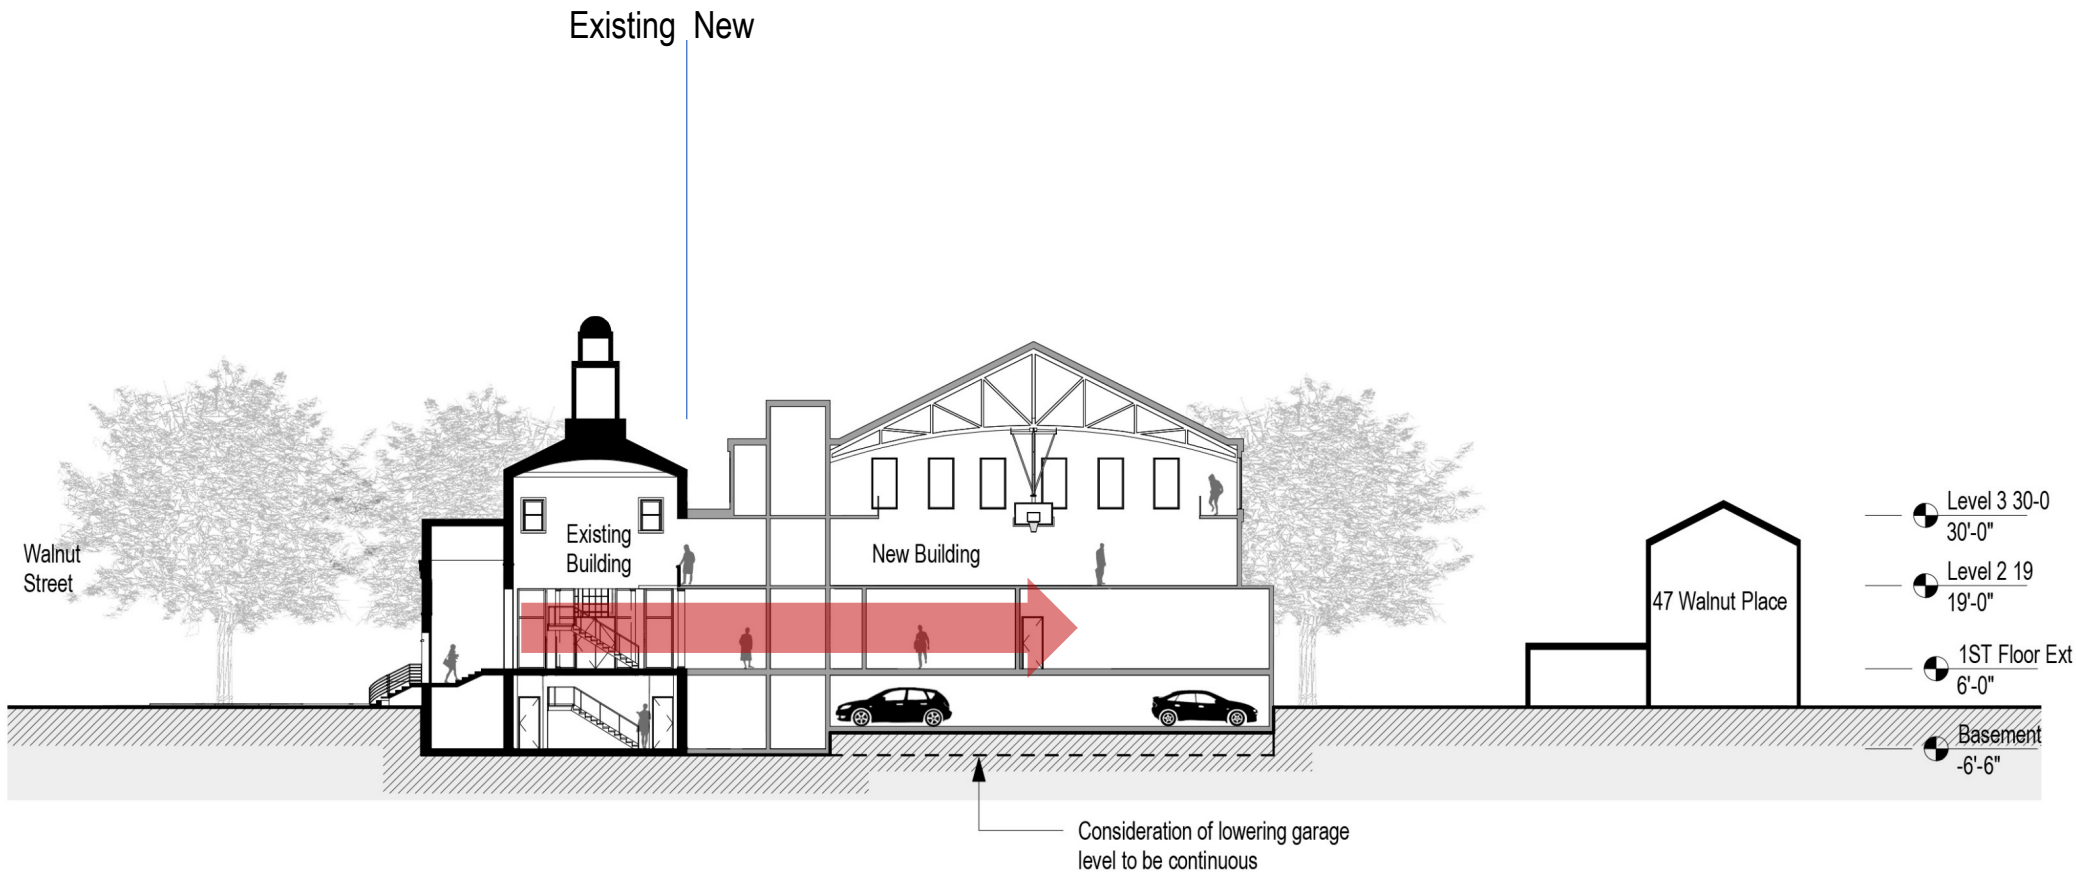 Existing New
Existing
Building
New Building
Walnut
Street
47 Walnut Place
Level 3 30-0
30'-0"
Level 2 19
19'-0"
1ST Floor Ext
6'-0"
Basement
-6'-6"
Consideration of lowering garage
level to be continuous